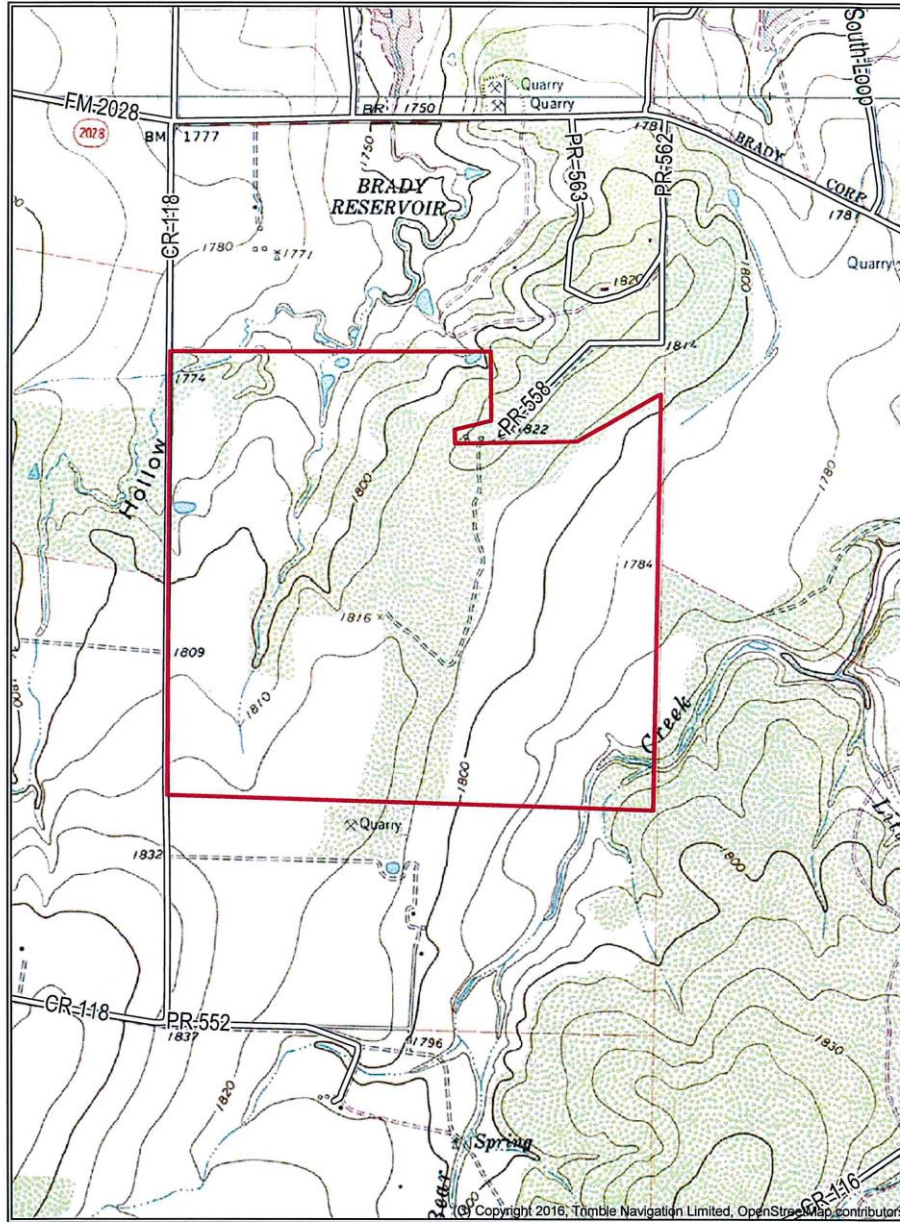 South Loop
Quarry
Quarry
FM-2028
2028
BM 1777
BR 1750
1781
BRADY
CORP
1781
PR-563
PR-562
CR-118
1750
BRADY
RESERVOIR
1780
1771
1820
1800
Quarry
1774
1814
PR-558
1822
Hollow
1800
1780
1784
1816
1809
1810
1800
Creek
1800
Quarry
1832
1800
CR-118
PR-552
1837
1796
1820
1830
Spring
Bear
1800
CR-116
© Copyright 2016, Trimble Navigation Limited, OpenStreetMap contributors